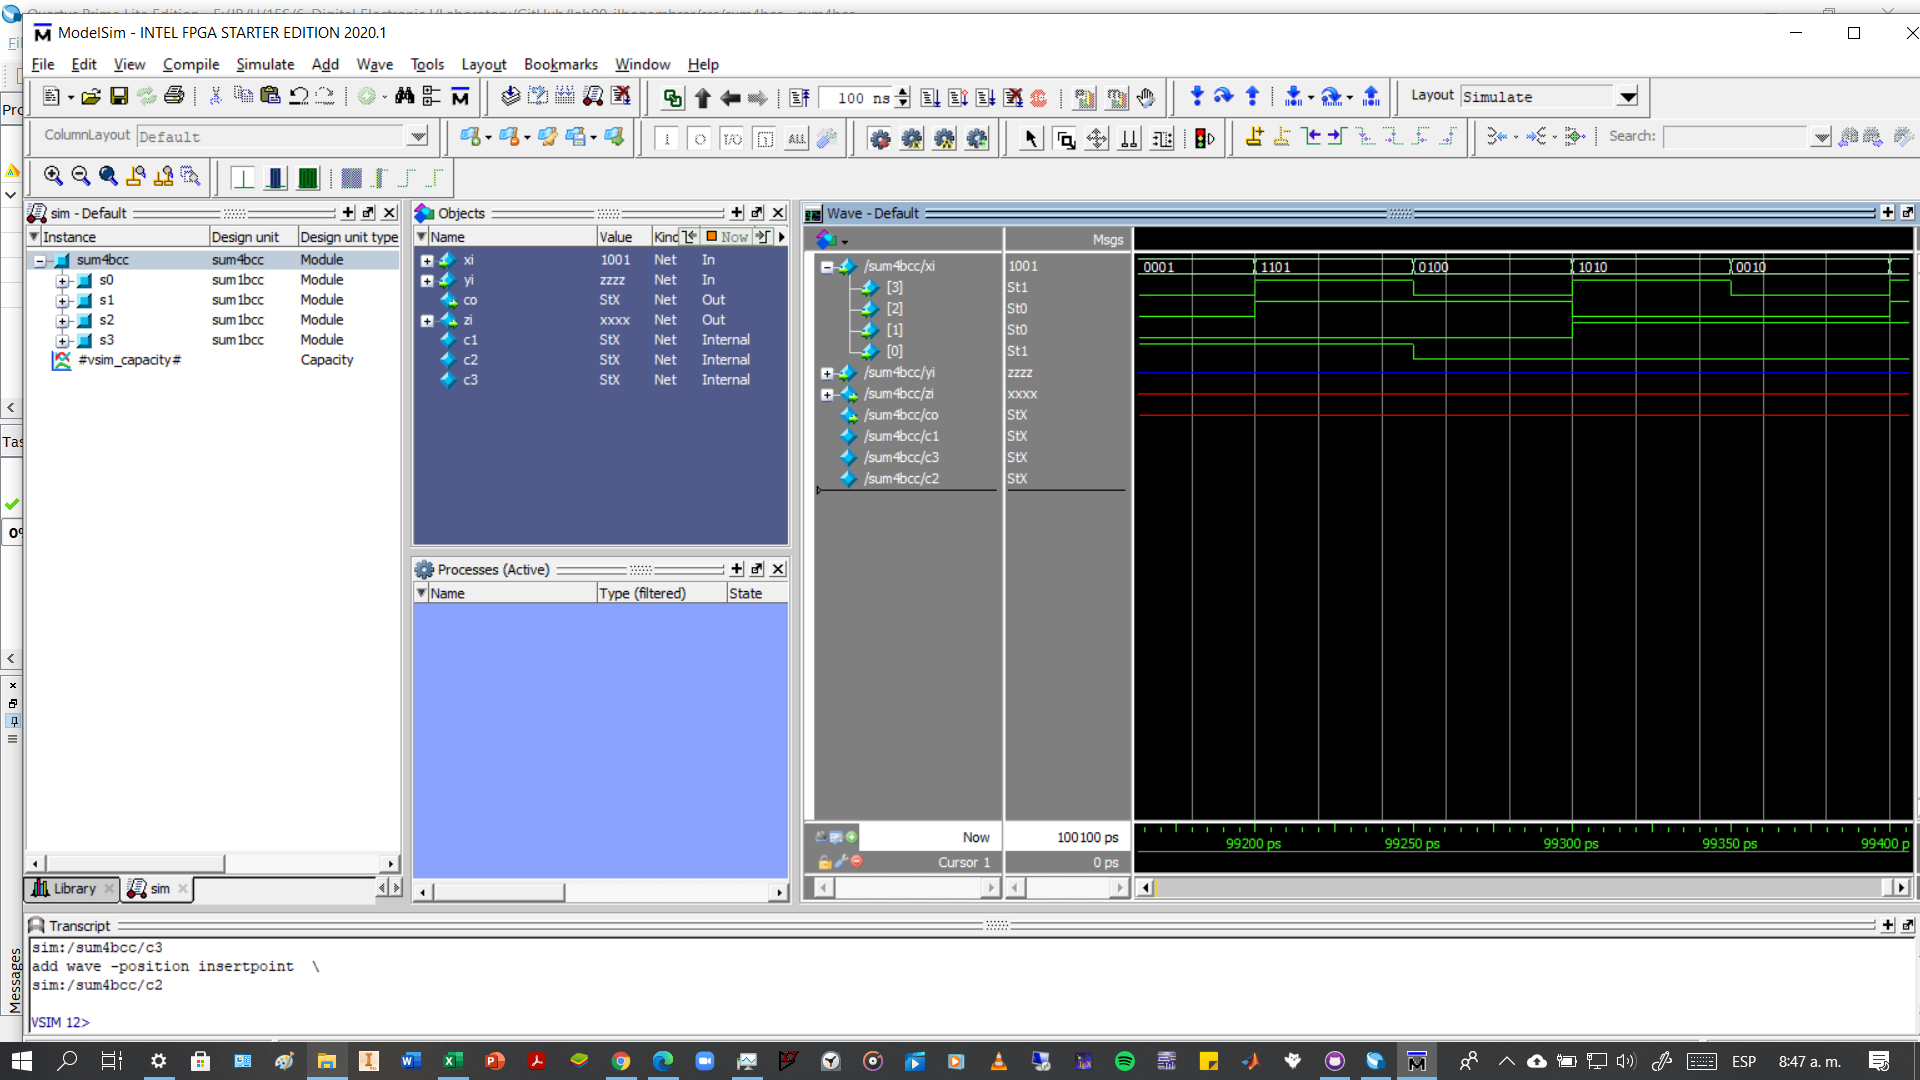 ModelSim - INTEL FPGA STARTER EDITION 2020.1
File Edit View Compile Simulate Add Wave Tools Layout Bookmarks Window Help
100 ns
Layout Simulate
ColumnLayout Default
Search:
sim - Default
Instance Design unit Design unit type
sum4bcc sum4bcc Module
s0 sum1bcc Module
s1 sum1bcc Module
s2 sum1bcc Module
s3 sum1bcc Module
#vsim_capacity# Capacity
Library sim
Objects
Name Value Kind Now
xi 1001 Net In
yi zzzz Net In
co StX Net Out
zi xxxx Net Out
c1 StX Net Internal
c2 StX Net Internal
c3 StX Net Internal
Processes (Active)
Name Type (filtered) State
Wave - Default
Msgs
/sum4bcc/xi 1001 0001 1101 0100 1010 0010
[3] St1
[2] St0
[1] St0
[0] St1
/sum4bcc/yi zzzz
/sum4bcc/zi xxxx
/sum4bcc/co StX
/sum4bcc/c1 StX
/sum4bcc/c3 StX
/sum4bcc/c2 StX
Now 100100 ps
99200 ps 99250 ps 99300 ps 99350 ps 99400 p
Cursor 1 0 ps
Transcript
sim:/sum4bcc/c3
add wave -position insertpoint \
sim:/sum4bcc/c2
VSIM 12>
Pro
Tas
0%
Messages
ESP 8:47 a. m.